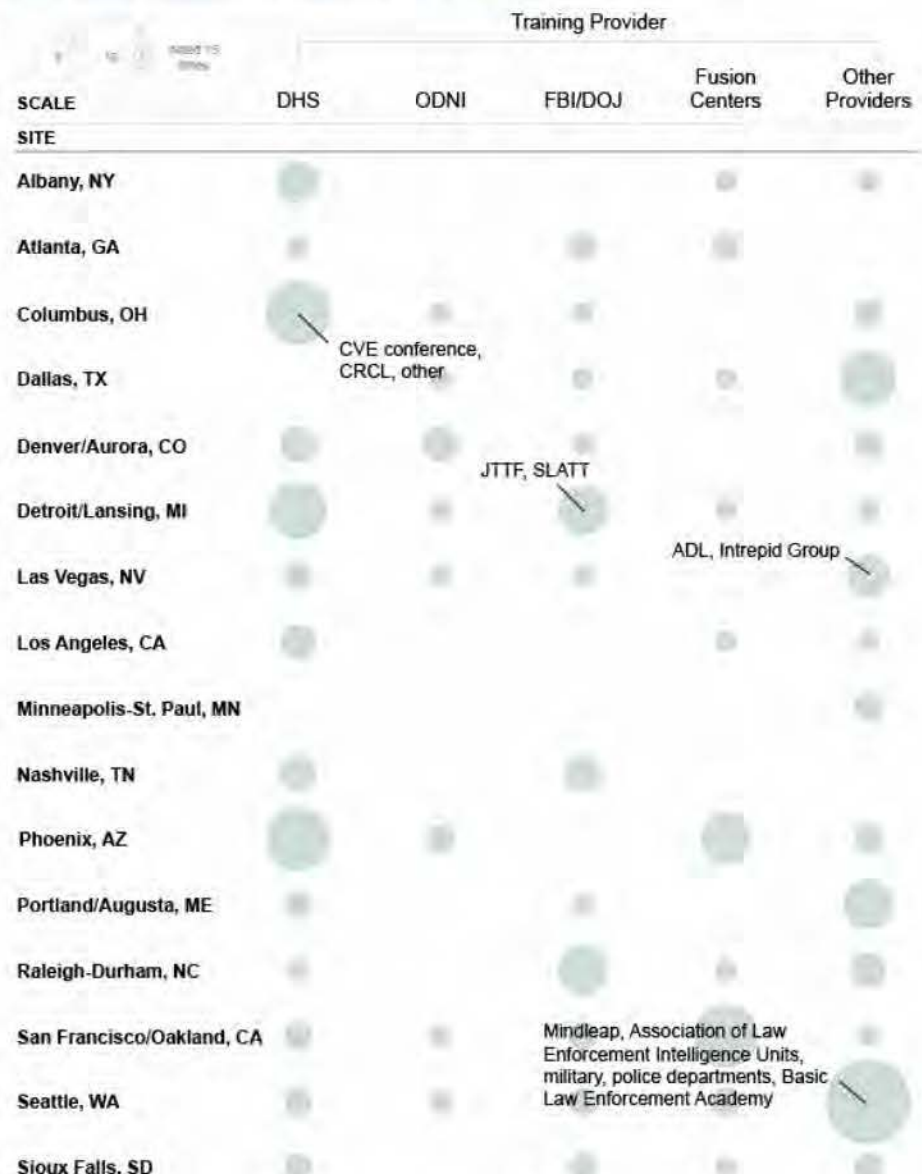 Training Provider
SCALE
DHS
ODNI
FBI/DOJ
Fusion
Centers
Other
Providers
SITE
Albany, NY
Atlanta, GA
Columbus, OH
CVE conference,
CRCL, other
Dallas, TX
Denver/Aurora, CO
JTTF, SLATT
Detroit/Lansing, MI
ADL, Intrepid Group
Las Vegas, NV
Los Angeles, CA
Minneapolis-St. Paul, MN
Nashville, TN
Phoenix, AZ
Portland/Augusta, ME
Raleigh-Durham, NC
San Francisco/Oakland, CA
Mindleap, Association of Law
Enforcement Intelligence Units,
military, police departments, Basic
Law Enforcement Academy
Seattle, WA
Sioux Falls, SD